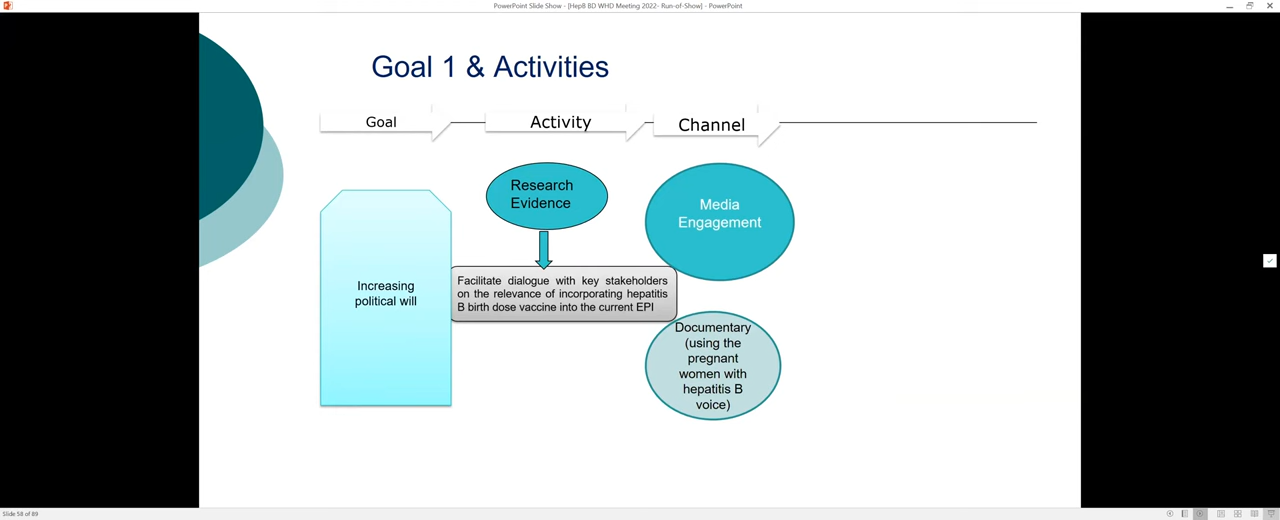 PowerPoint Slide Show - [HepB BD WHD Meeting 2022- Run-of-Show] - PowerPoint
Goal 1 & Activities
Goal
Activity
Channel
Increasing
political will
Research
Evidence
Facilitate dialogue with key stakeholders
on the relevance of incorporating hepatitis
B birth dose vaccine into the current EPI
Media
Engagement
Documentary
(using the
pregnant
women with
hepatitis B
voice)
Slide 58 of 89